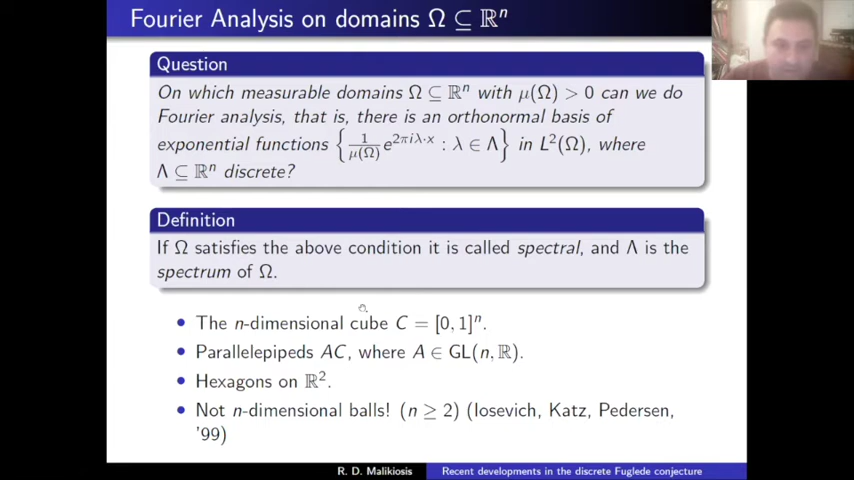 Fourier Analysis on domains Ω ⊆ ℝⁿ
Question
On which measurable domains Ω ⊆ ℝⁿ with μ(Ω) > 0 can we do
Fourier analysis, that is, there is an orthonormal basis of
exponential functions {1/μ(Ω) e^{2πiλ·x} : λ ∈ Λ} in L²(Ω), where
Λ ⊆ ℝⁿ discrete?
Definition
If Ω satisfies the above condition it is called spectral, and Λ is the
spectrum of Ω.
• The n-dimensional cube C = [0, 1]ⁿ.
• Parallelepipeds AC, where A ∈ GL(n, ℝ).
• Hexagons on ℝ².
• Not n-dimensional balls! (n ≥ 2) (Iosevich, Katz, Pedersen,
'99)
R. D. Malikiosis Recent developments in the discrete Fuglede conjecture